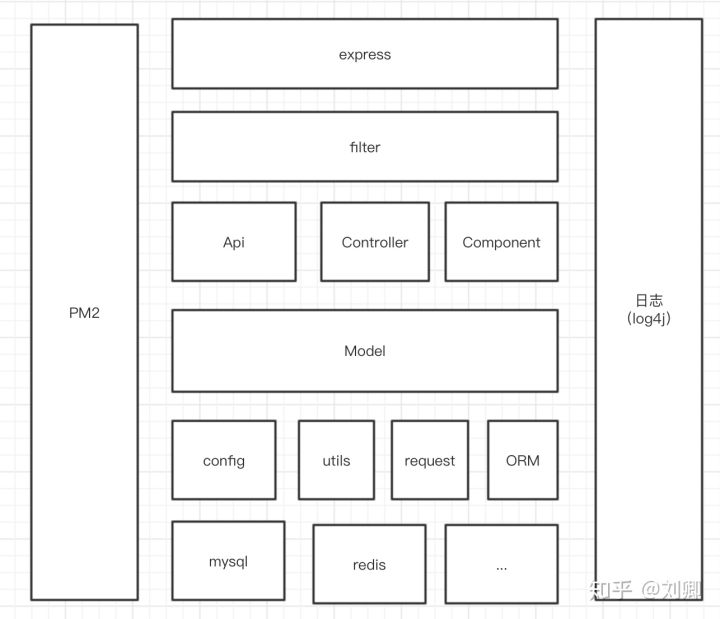 express
filter
Api
Controller
Component
PM2
日志
（log4j）
Model
config
utils
request
ORM
mysql
redis
...
知乎 @刘卿